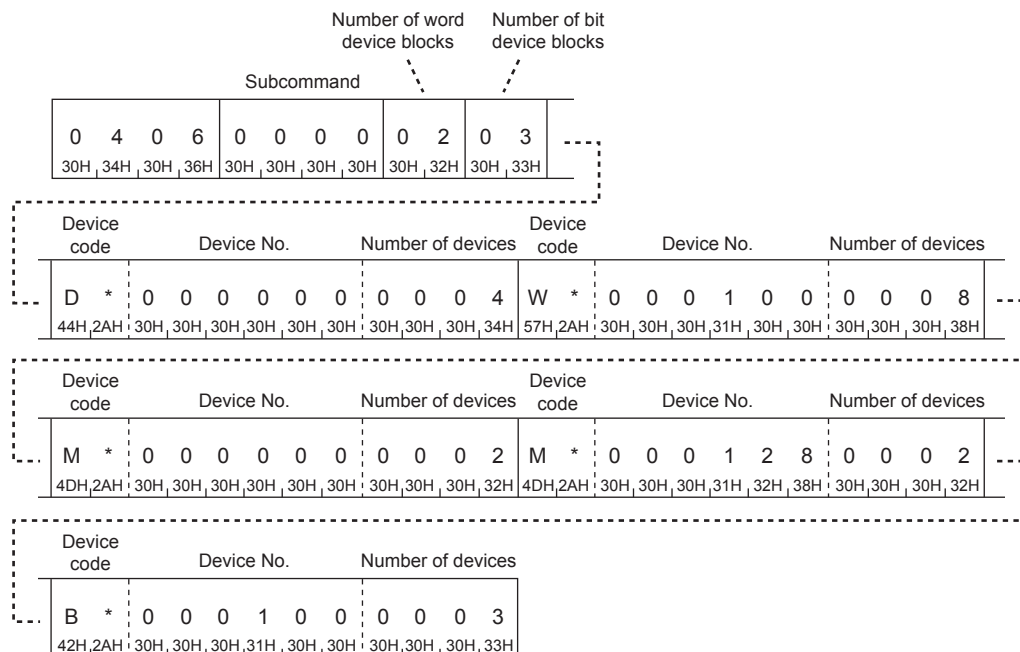 Number of word device blocks Number of bit device blocks
Subcommand
0 4 0 6 0 0 0 0 0 2 0 3
30H 34H 30H 36H 30H 30H 30H 30H 30H 32H 30H 33H
Device code Device No. Number of devices Device code Device No. Number of devices
D * 0 0 0 0 0 0 0 0 0 4 W * 0 0 0 1 0 0 0 0 0 8
44H 2AH 30H 30H 30H 30H 30H 30H 30H 30H 30H 34H 57H 2AH 30H 30H 30H 31H 30H 30H 30H 30H 30H 38H
Device code Device No. Number of devices Device code Device No. Number of devices
M * 0 0 0 0 0 0 0 0 0 2 M * 0 0 0 1 2 8 0 0 0 2
4DH 2AH 30H 30H 30H 30H 30H 30H 30H 30H 30H 32H 4DH 2AH 30H 30H 30H 31H 32H 38H 30H 30H 30H 32H
Device code Device No. Number of devices
B * 0 0 0 1 0 0 0 0 0 3
42H 2AH 30H 30H 30H 31H 30H 30H 30H 30H 30H 33H